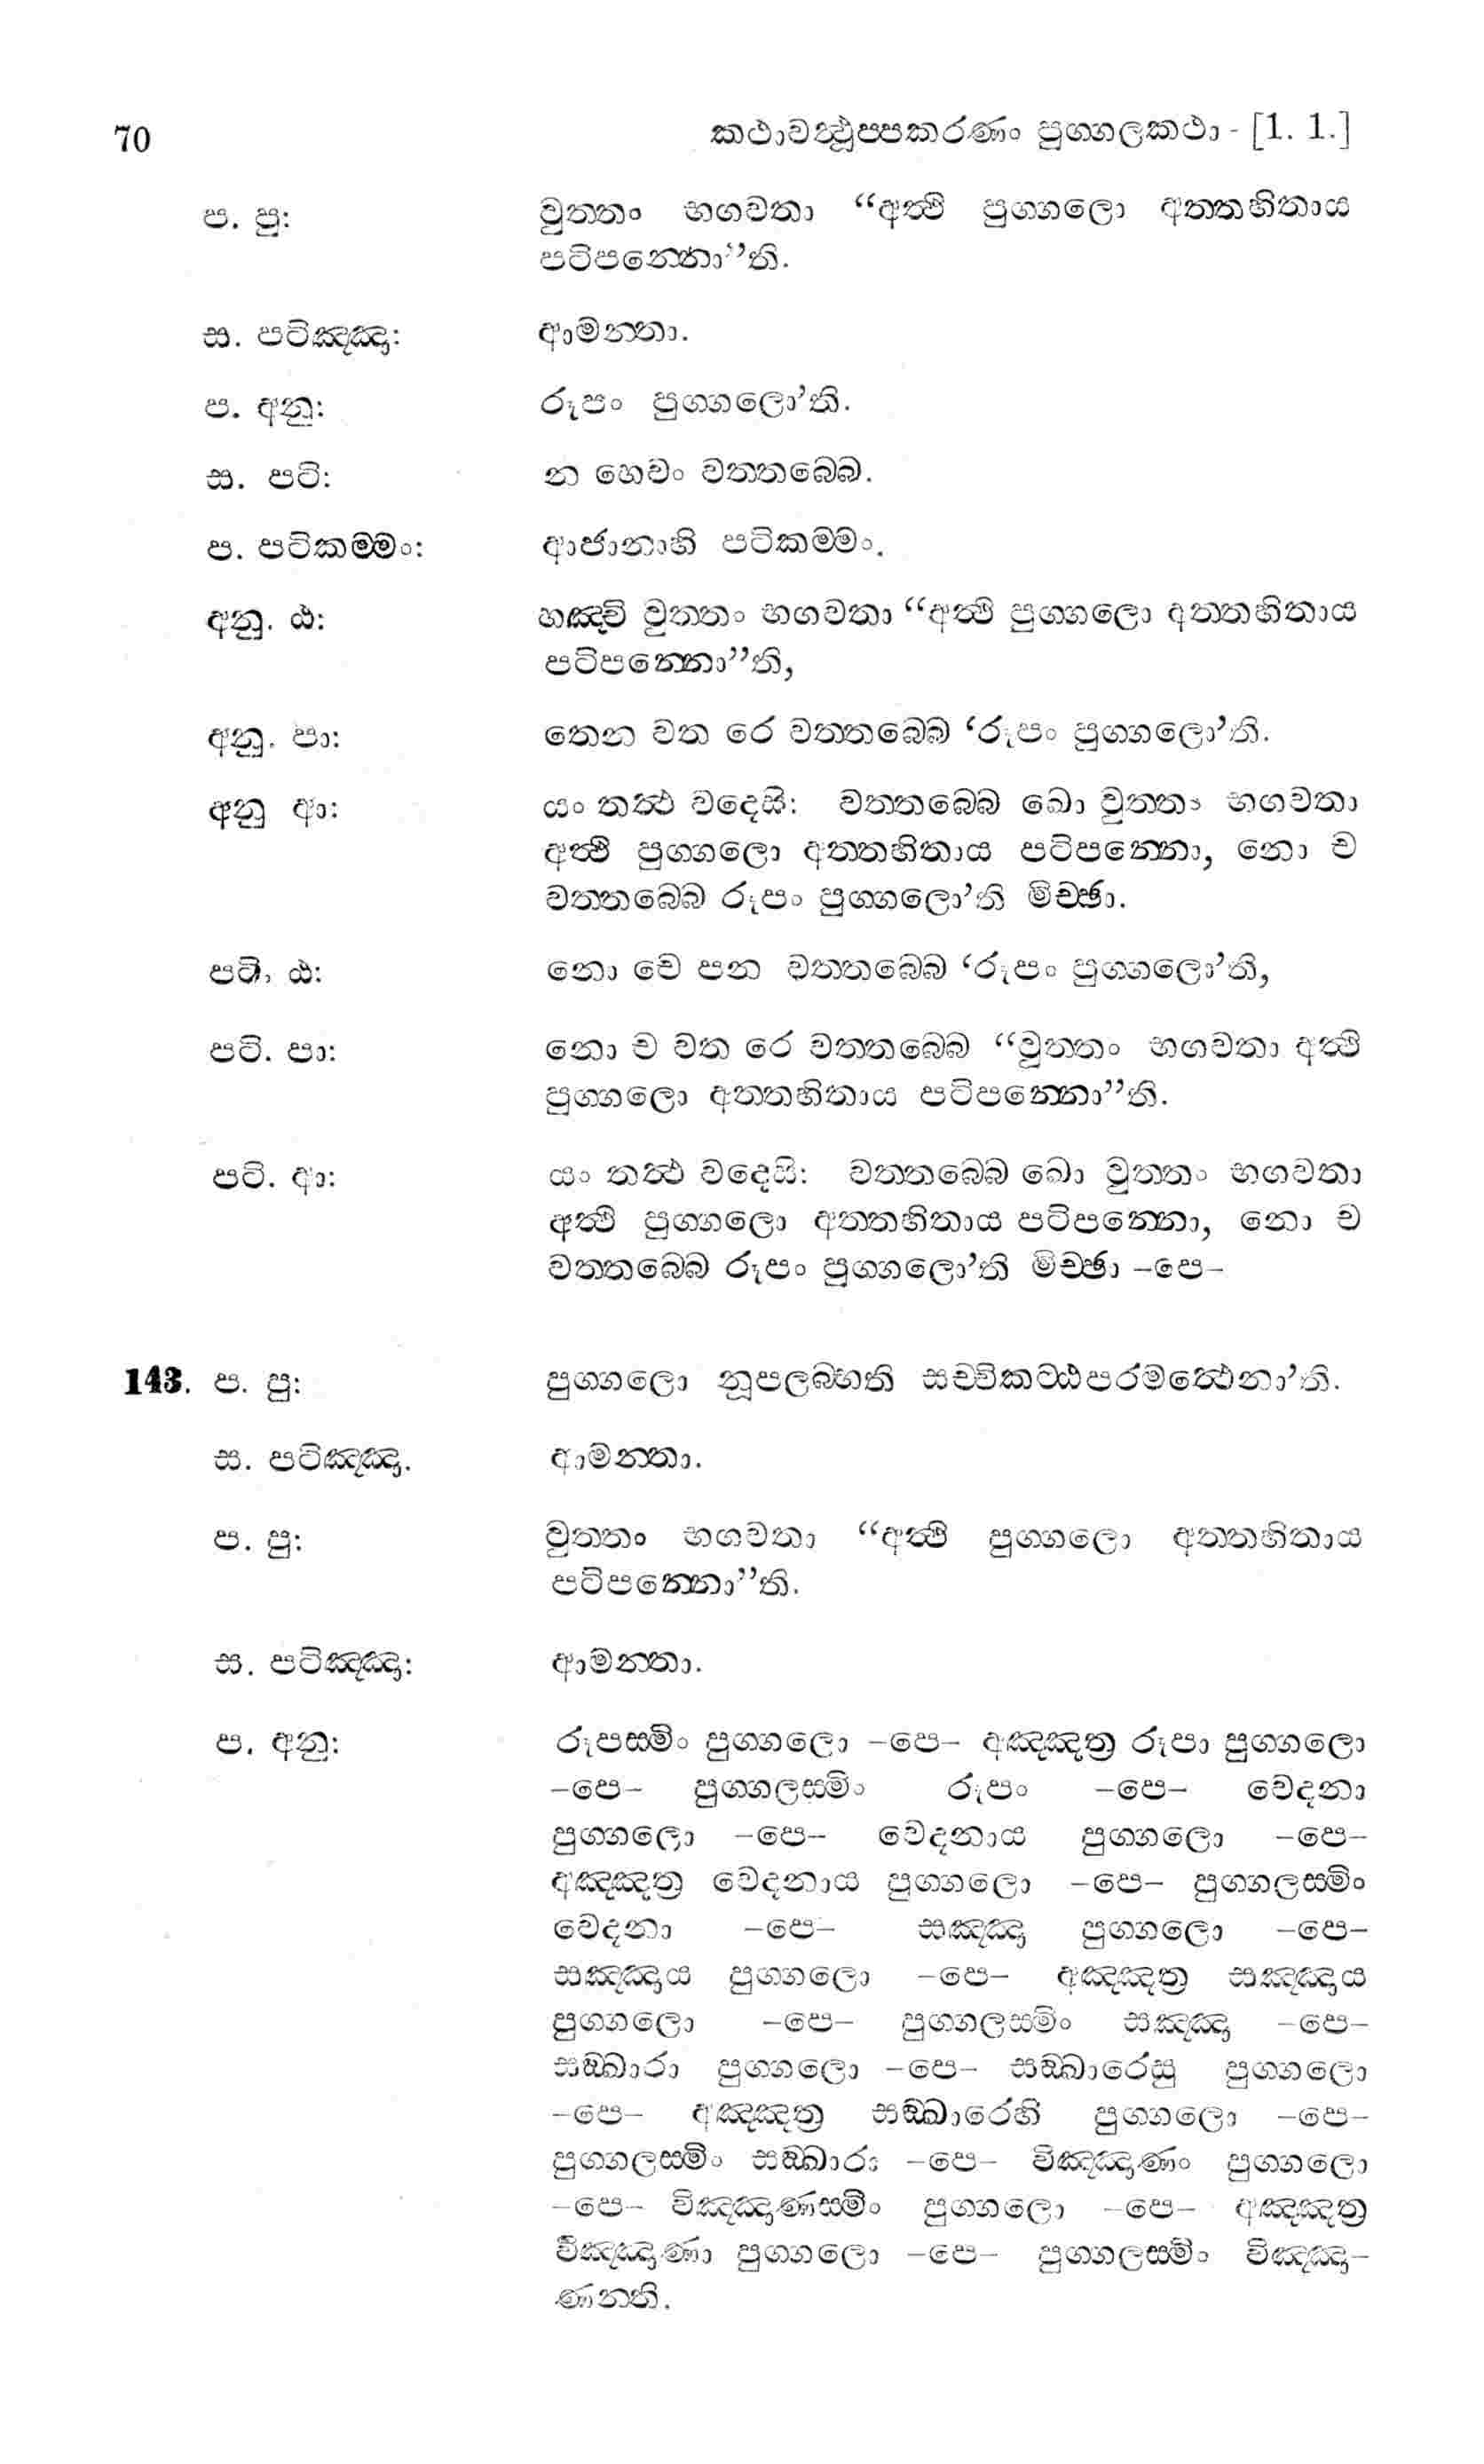 70 කථාවත්ථුප්පකරණං පුග්ගලකථා - [1. 1.]
ප. පු: වුත්තං භගවතා “අත්ථි පුග්ගලො අත්තහිතාය
පටිපන්නො”ති.
ස. පටිඤ්ඤා: ආමන්තා.
ප. අනු: රූපං පුග්ගලො’ති.
ස. පටි: න හෙවං වත්තබ්බෙ.
ප. පටිකම්මං: ආජානාහි පටිකම්මං.
අනු. ඨ: හඤ්චි වුත්තං භගවතා “අත්ථි පුග්ගලො අත්තහිතාය
පටිපන්නො”ති,
අනු. පා: තෙන වත රෙ වත්තබ්බෙ ‘රූපං පුග්ගලො’ති.
අනු ආ: යං තත්ථ වදෙසි: වත්තබ්බෙ ඛො වුත්තං භගවතා
අත්ථි පුග්ගලො අත්තහිතාය පටිපන්නො, නො ච
වත්තබ්බෙ රූපං පුග්ගලො’ති මිච්ඡා.
පටි, ඨ: නො චෙ පන වත්තබ්බෙ ‘රූපං පුග්ගලො’ති,
පටි. පා: නො ච වත රෙ වත්තබ්බෙ “වුත්තං භගවතා අත්ථි
පුග්ගලො අත්තහිතාය පටිපන්නො”ති.
පටි. ආ: යං තත්ථ වදෙසි: වත්තබ්බෙ ඛො වුත්තං භගවතා
අත්ථි පුග්ගලො අත්තහිතාය පටිපන්නො, නො ච
වත්තබ්බෙ රූපං පුග්ගලො’ති මිච්ඡා –පෙ–
143. ප. පු: පුග්ගලො නූපලබ්භති සච්චිකට්ඨපරමත්ථෙනා’ති.
ස. පටිඤ්ඤා. ආමන්තා.
ප. පු: වුත්තං භගවතා “අත්ථි පුග්ගලො අත්තහිතාය
පටිපන්නො”ති.
ස. පටිඤ්ඤා: ආමන්තා.
ප. අනු: රූපස්මිං පුග්ගලො –පෙ– අඤ්ඤත්‍ර රූපා පුග්ගලො
–පෙ– පුග්ගලස්මිං රූපං –පෙ– වෙදනා
පුග්ගලො –පෙ– වෙදනාය පුග්ගලො –පෙ–
අඤ්ඤත්‍ර වෙදනාය පුග්ගලො –පෙ– පුග්ගලස්මිං
වෙදනා –පෙ– සඤ්ඤා පුග්ගලො –පෙ–
සඤ්ඤාය පුග්ගලො –පෙ– අඤ්ඤත්‍ර සඤ්ඤාය
පුග්ගලො –පෙ– පුග්ගලස්මිං සඤ්ඤා –පෙ–
සඞ්ඛාරා පුග්ගලො –පෙ– සඞ්ඛාරෙසු පුග්ගලො
–පෙ– අඤ්ඤත්‍ර සඞ්ඛාරෙහි පුග්ගලො –පෙ–
පුග්ගලස්මිං සඞ්ඛාරා –පෙ– විඤ්ඤාණං පුග්ගලො
–පෙ– විඤ්ඤාණස්මිං පුග්ගලො –පෙ– අඤ්ඤත්‍ර
විඤ්ඤාණා පුග්ගලො –පෙ– පුග්ගලස්මිං විඤ්ඤා–
ණන්ති.